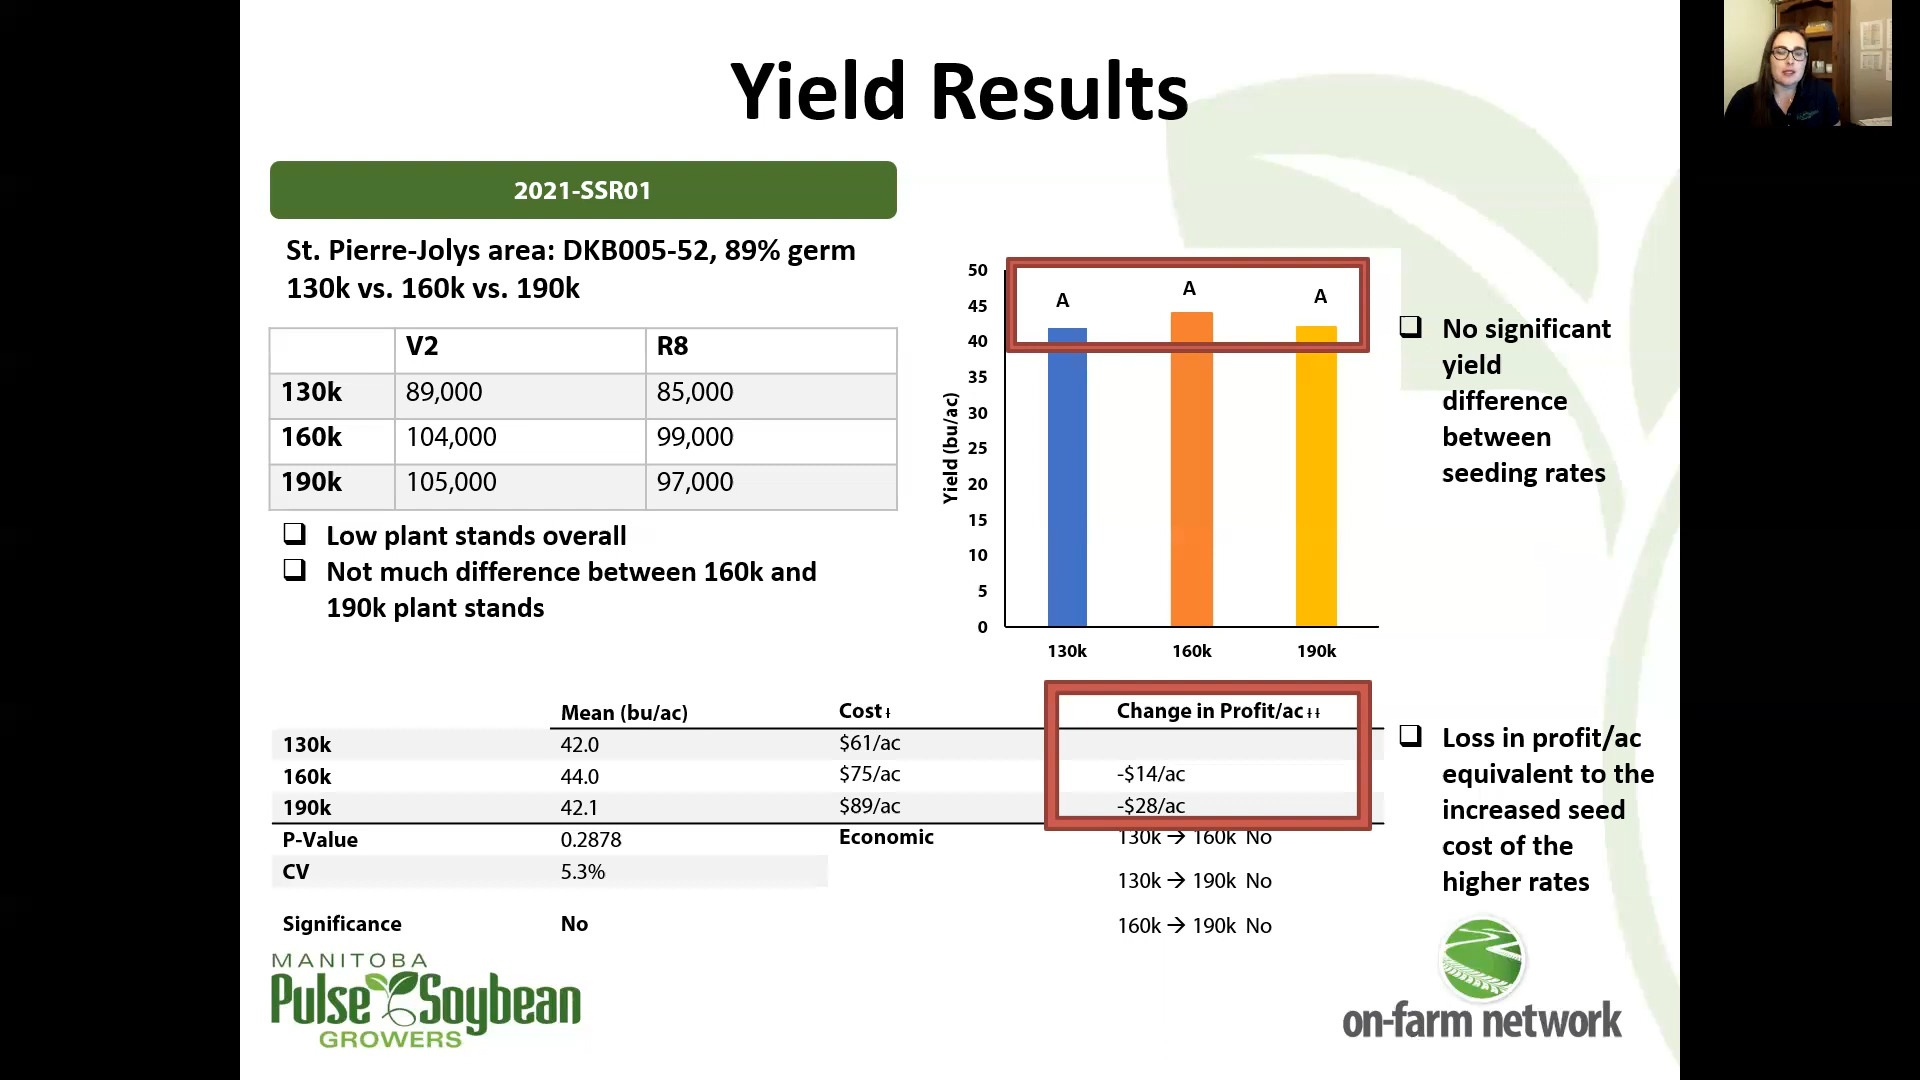 Yield Results
2021-SSR01
St. Pierre-Jolys area: DKB005-52, 89% germ
130k vs. 160k vs. 190k
V2 R8
130k 89,000 85,000
160k 104,000 99,000
190k 105,000 97,000
❑ Low plant stands overall
❑ Not much difference between 160k and
190k plant stands
Yield (bu/ac)
50
45
40
35
30
25
20
15
10
5
0
A A A
130k 160k 190k
❑ No significant
yield
difference
between
seeding rates
Mean (bu/ac) Cost ƚ Change in Profit/ac ƚ ƚ
130k 42.0 $61/ac
160k 44.0 $75/ac -$14/ac
190k 42.1 $89/ac -$28/ac
P-Value 0.2878 Economic 130k → 160k No
CV 5.3% 130k → 190k No
Significance No 160k → 190k No
❑ Loss in profit/ac
equivalent to the
increased seed
cost of the
higher rates
MANITOBA
Pulse Soybean
GROWERS
on-farm network